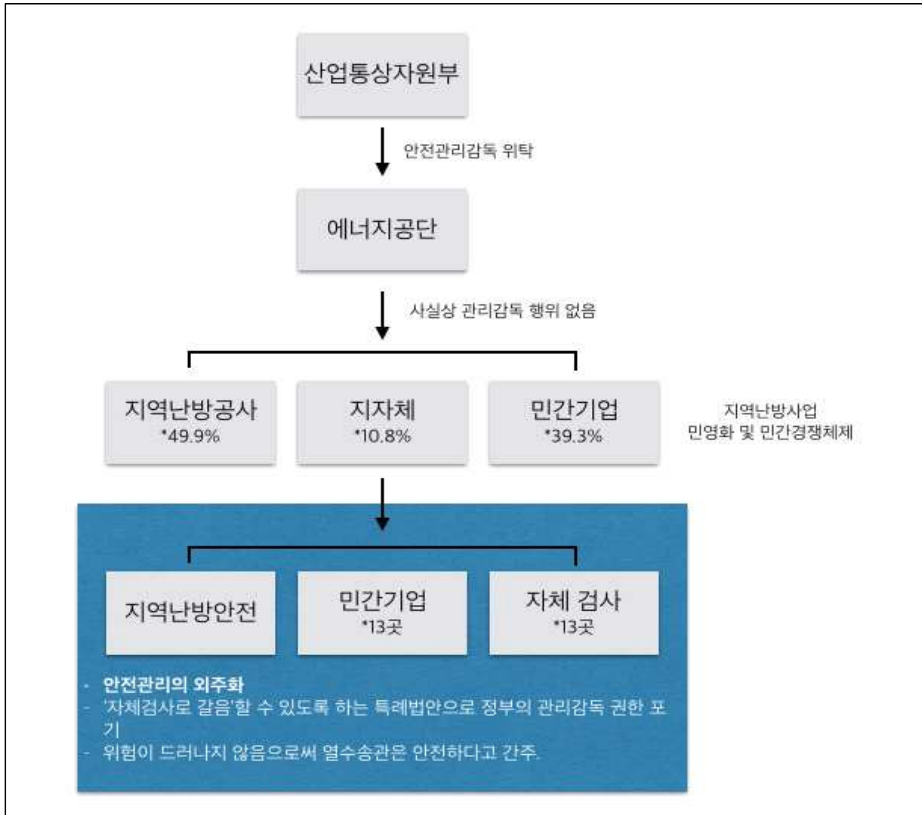 산업통상자원부
안전관리감독 위탁
에너지공단
사실상 관리감독 행위 없음
지역난방공사
*49.9%
지자체
*10.8%
민간기업
*39.3%
지역난방사업
민영화 및 민간경쟁체제
지역난방안전
민간기업
*13곳
자체 검사
*13곳
- 안전관리의 외주화
- '자체검사로 갈음'할 수 있도록 하는 특례법안으로 정부의 관리감독 권한 포
기
- 위험이 드러나지 않음으로써 열수송관은 안전하다고 간주.